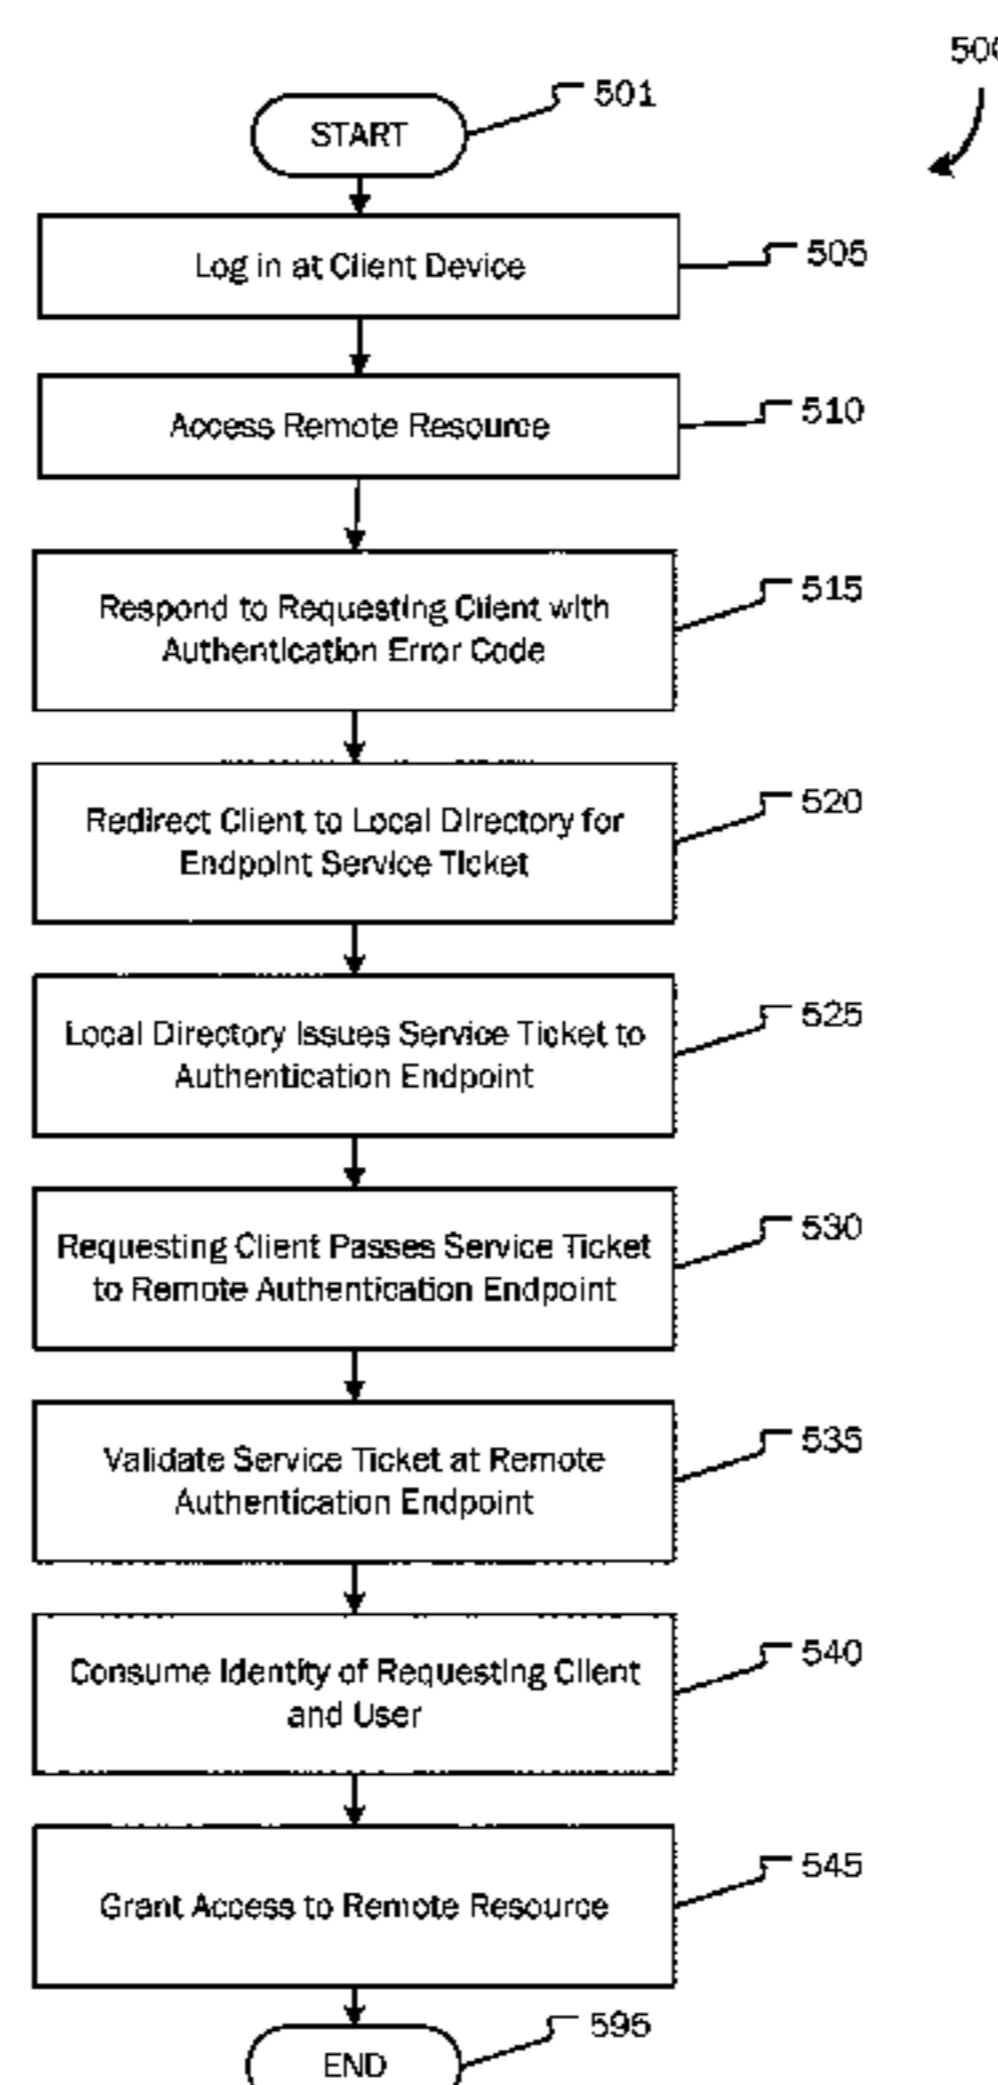 500
START
501
Log in at Client Device
505
Access Remote Resource
510
Respond to Requesting Client with
Authentication Error Code
515
Redirect Client to Local Directory for
Endpoint Service Ticket
520
Local Directory Issues Service Ticket to
Authentication Endpoint
525
Requesting Client Passes Service Ticket
to Remote Authentication Endpoint
530
Validate Service Ticket at Remote
Authentication Endpoint
535
Consume Identity of Requesting Client
and User
540
Grant Access to Remote Resource
545
END
595